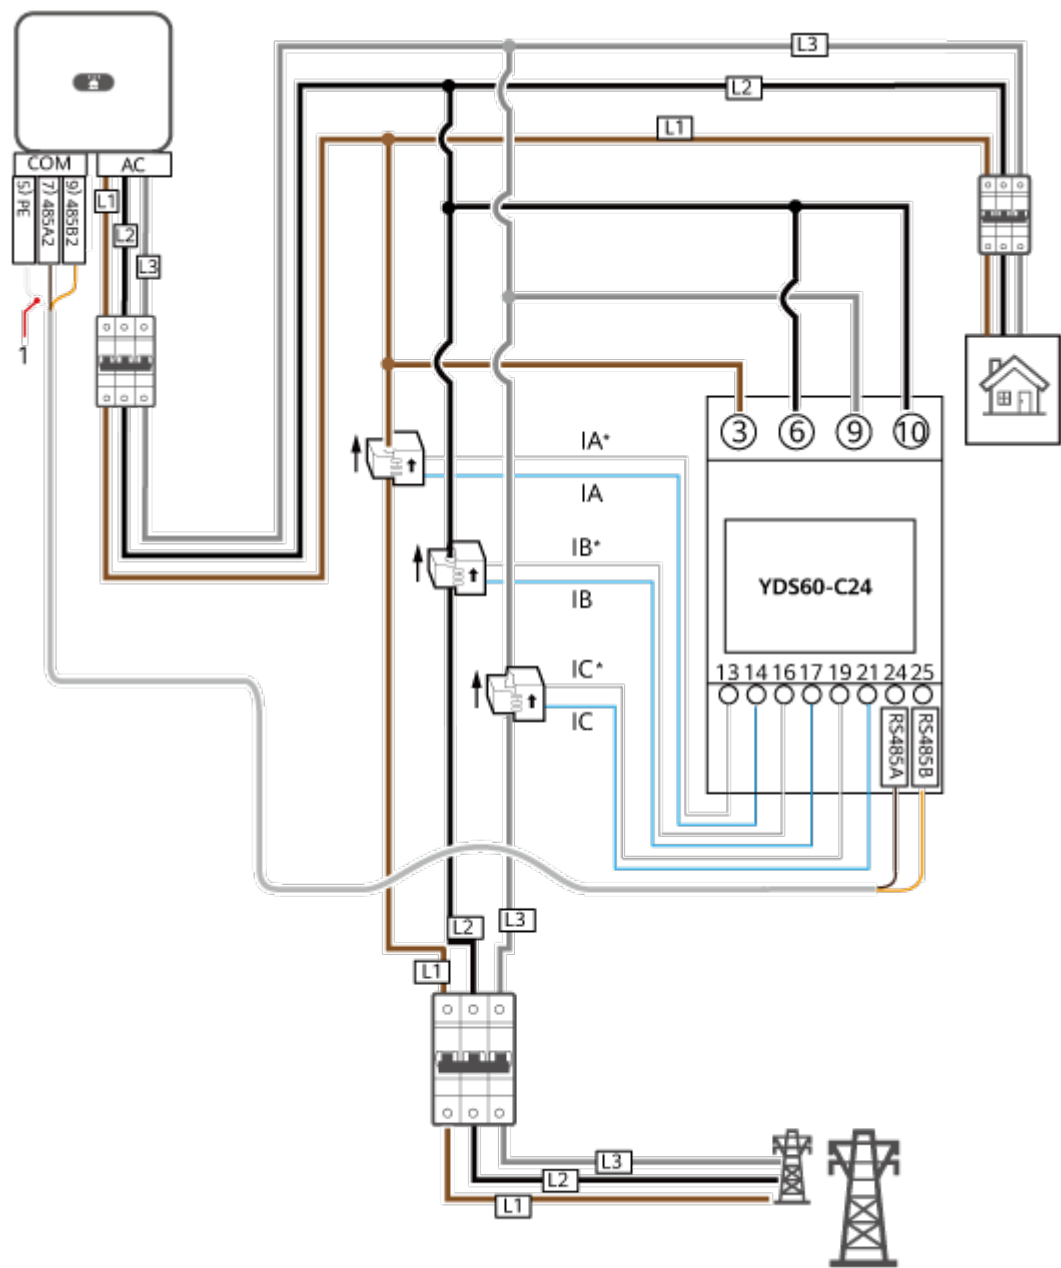 L3
L2
L1
COM
AC
5) PE
7) 485A2
9) 485B2
L1
L2
L3
1
3
6
9
10
IA*
IA
IB*
IB
YDS60-C24
IC*
IC
13 14 16 17 19 21 24 25
RS485A
RS485B
L2
L3
L1
L3
L2
L1